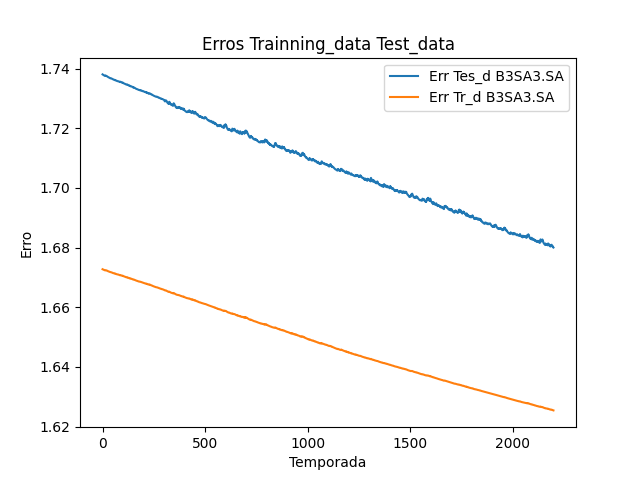 Erros Trainning_data Test_data
Err Tes_d B3SA3.SA
Err Tr_d B3SA3.SA
Erro
1.74
1.72
1.70
1.68
1.66
1.64
1.62
0 500 1000 1500 2000
Temporada